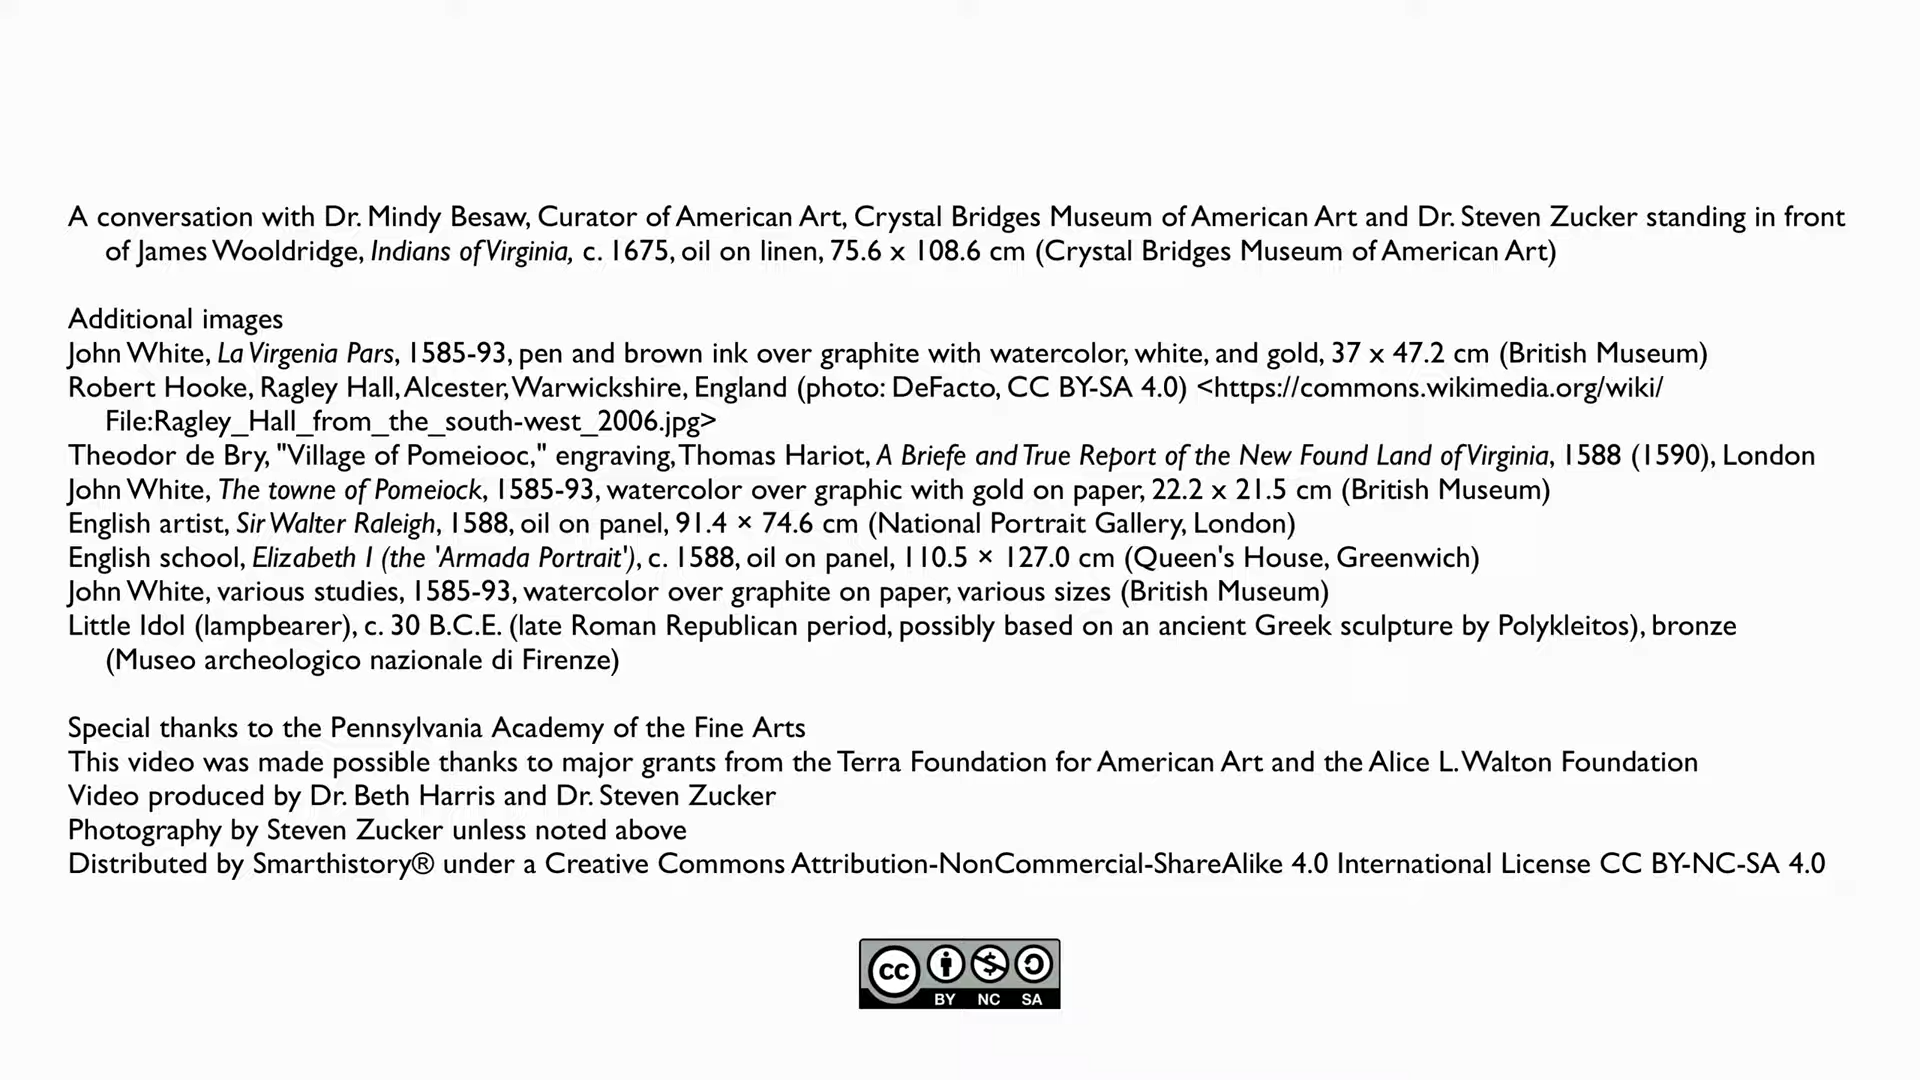 A conversation with Dr. Mindy Besaw, Curator of American Art, Crystal Bridges Museum of American Art and Dr. Steven Zucker standing in front
of James Wooldridge, Indians of Virginia, c. 1675, oil on linen, 75.6 x 108.6 cm (Crystal Bridges Museum of American Art)
Additional images
John White, La Virgenia Pars, 1585-93, pen and brown ink over graphite with watercolor, white, and gold, 37 x 47.2 cm (British Museum)
Robert Hooke, Ragley Hall, Alcester, Warwickshire, England (photo: DeFacto, CC BY-SA 4.0) <https://commons.wikimedia.org/wiki/
File:Ragley_Hall_from_the_south-west_2006.jpg>
Theodor de Bry, "Village of Pomeiooc," engraving, Thomas Hariot, A Briefe and True Report of the New Found Land of Virginia, 1588 (1590), London
John White, The towne of Pomeiock, 1585-93, watercolor over graphic with gold on paper, 22.2 x 21.5 cm (British Museum)
English artist, Sir Walter Raleigh, 1588, oil on panel, 91.4 × 74.6 cm (National Portrait Gallery, London)
English school, Elizabeth I (the 'Armada Portrait'), c. 1588, oil on panel, 110.5 × 127.0 cm (Queen's House, Greenwich)
John White, various studies, 1585-93, watercolor over graphite on paper, various sizes (British Museum)
Little Idol (lampbearer), c. 30 B.C.E. (late Roman Republican period, possibly based on an ancient Greek sculpture by Polykleitos), bronze
(Museo archeologico nazionale di Firenze)
Special thanks to the Pennsylvania Academy of the Fine Arts
This video was made possible thanks to major grants from the Terra Foundation for American Art and the Alice L. Walton Foundation
Video produced by Dr. Beth Harris and Dr. Steven Zucker
Photography by Steven Zucker unless noted above
Distributed by Smarthistory® under a Creative Commons Attribution-NonCommercial-ShareAlike 4.0 International License CC BY-NC-SA 4.0
cc
BY NC SA